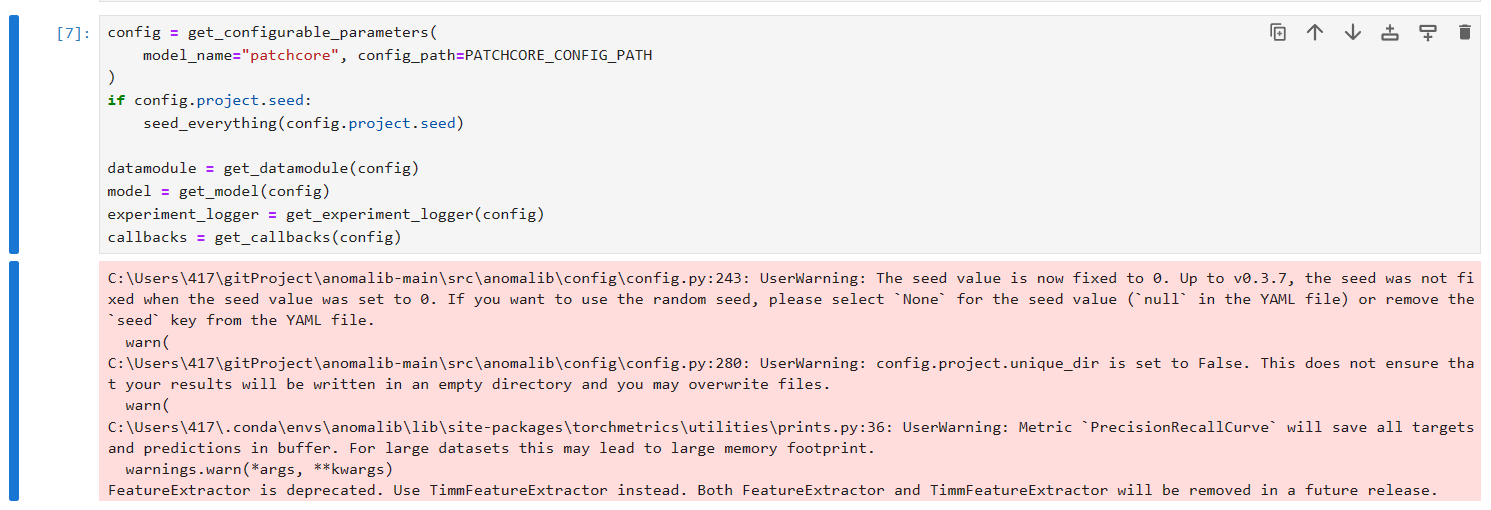 [7]:
config = get_configurable_parameters(
    model_name="patchcore", config_path=PATCHCORE_CONFIG_PATH
)
if config.project.seed:
    seed_everything(config.project.seed)

datamodule = get_datamodule(config)
model = get_model(config)
experiment_logger = get_experiment_logger(config)
callbacks = get_callbacks(config)
C:\Users\417\gitProject\anomalib-main\src\anomalib\config\config.py:243: UserWarning: The seed value is now fixed to 0. Up to v0.3.7, the seed was not fi
xed when the seed value was set to 0. If you want to use the random seed, please select `None` for the seed value (`null` in the YAML file) or remove the
`seed` key from the YAML file.
  warn(
C:\Users\417\gitProject\anomalib-main\src\anomalib\config\config.py:280: UserWarning: config.project.unique_dir is set to False. This does not ensure tha
t your results will be written in an empty directory and you may overwrite files.
  warn(
C:\Users\417\.conda\envs\anomalib\lib\site-packages\torchmetrics\utilities\prints.py:36: UserWarning: Metric `PrecisionRecallCurve` will save all targets
and predictions in buffer. For large datasets this may lead to large memory footprint.
  warnings.warn(*args, **kwargs)
FeatureExtractor is deprecated. Use TimmFeatureExtractor instead. Both FeatureExtractor and TimmFeatureExtractor will be removed in a future release.